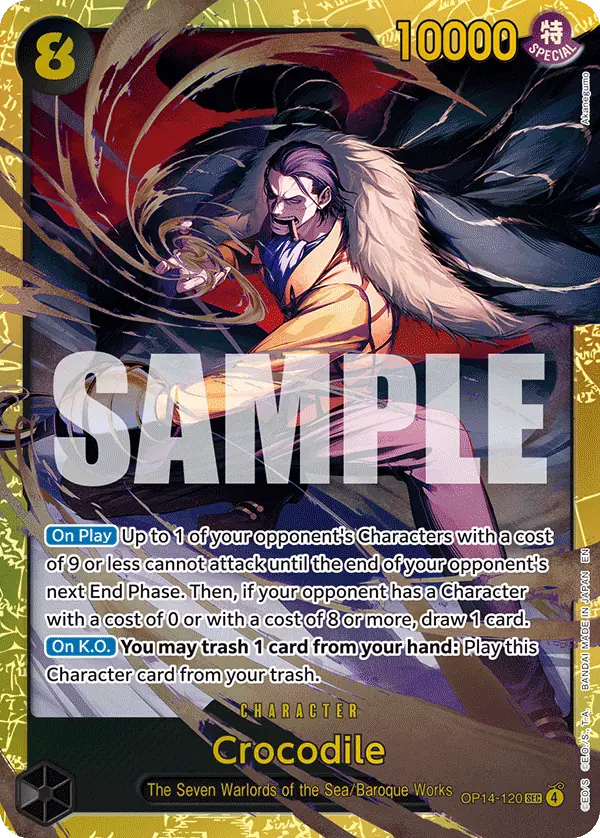 8
10000
特
SPECIAL
Akanegumo
SAMPLE
On Play Up to 1 of your opponent's Characters with a cost
of 9 or less cannot attack until the end of your opponent's
next End Phase. Then, if your opponent has a Character
with a cost of 0 or with a cost of 8 or more, draw 1 card.
On K.O. You may trash 1 card from your hand: Play this
Character card from your trash.
CHARACTER
Crocodile
The Seven Warlords of the Sea/Baroque Works
OP14-120 SEC 4
©E.O/S ©E.O./S., T.A. BANDAI MADE IN JAPAN EN